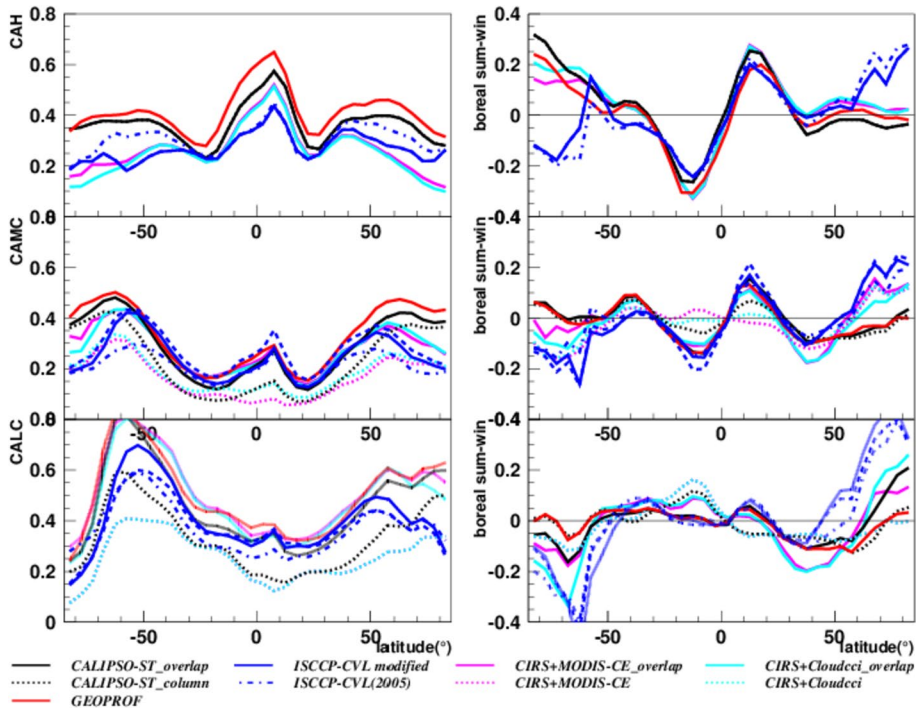 CAH
0.8
0.6
0.4
0.2
boreal sum-win
0.4
0.2
0
-0.2
CAMC
0.8
0.6
0.4
0.2
-50
0
50
boreal sum-win
-0.4
0.2
0
-0.2
-50
0
50
CALC
0.8
0.6
0.4
0.2
0
-50
0
50
boreal sum-win
-0.4
0.2
0
-0.2
-0.4
-50
0
50
-50
0
50
latitude(°)
-50
0
50
latitude(°)
CALIPSO-ST_overlap
ISCCP-CVL modified
CIRS+MODIS-CE_overlap
CIRS+Cloudcci_overlap
CALIPSO-ST_column
ISCCP-CVL(2005)
CIRS+MODIS-CE
CIRS+Cloudcci
GEOPROF